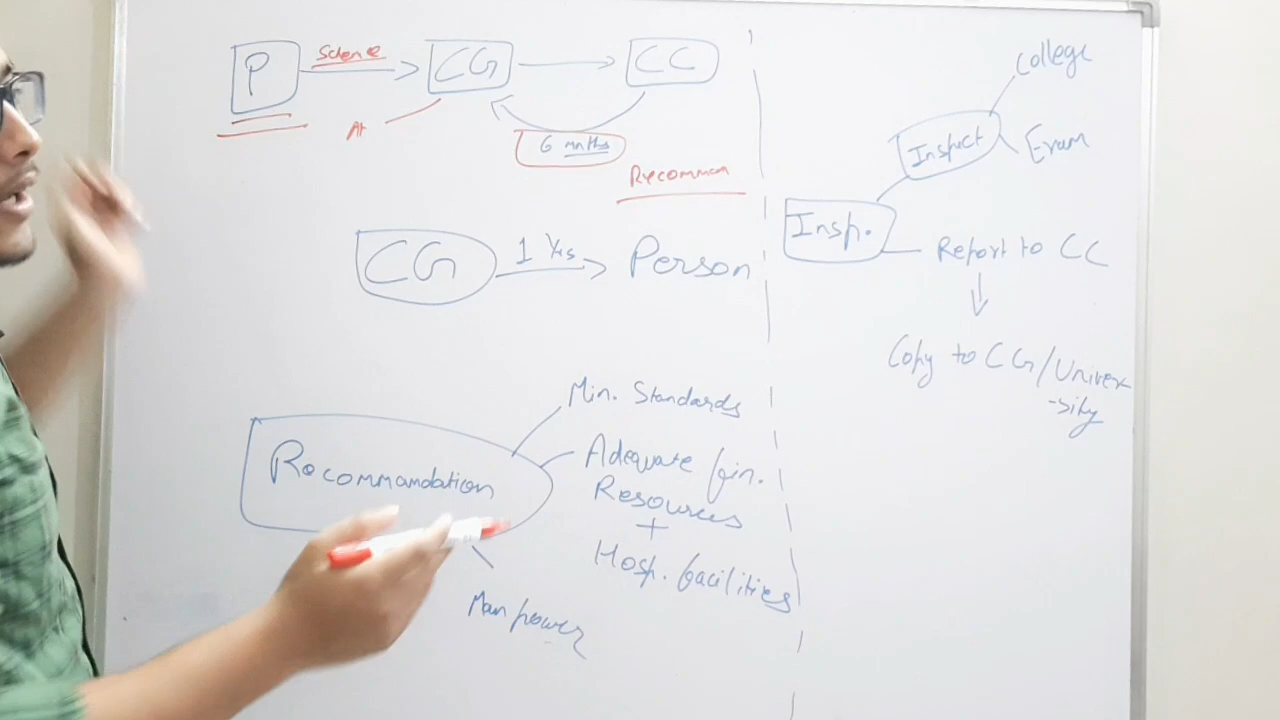 P
Scheme
CG
CC
At
6 mnths
Recommen
CG
1 Yrs
Person
Recommandation
Min. Standards
Adequate fin.
Resources
+
Hosp. facilities
Man power
College
Inspect
Exam
Insp.
Report to CC
Copy to CG/Univer
-sity